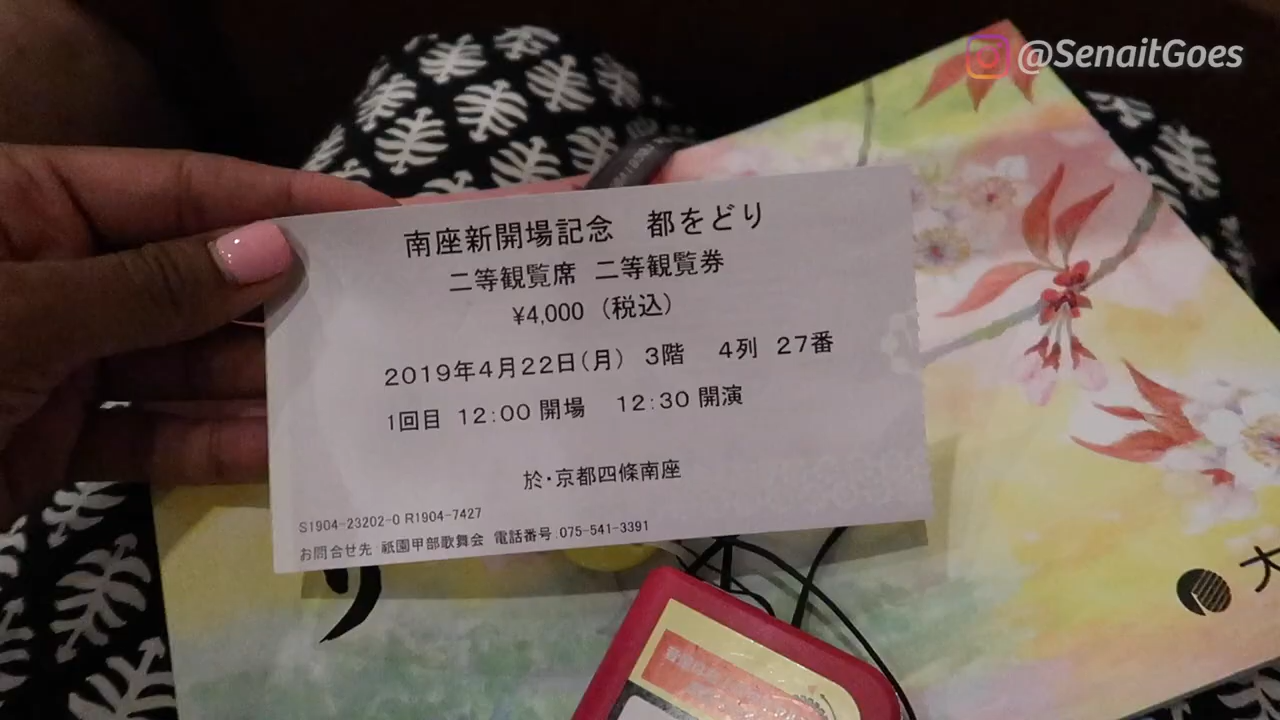 @SenaitGoes
南座新開場記念 都をどり
二等観覧席 二等観覧券
¥4,000 (税込)
2019年4月22日(月) 3階 4列 27番
1回目 12:00 開場 12:30 開演
於・京都四條南座
S1904-23202-0 R1904-7427
お問合せ先 祇園甲部歌舞会 電話番号:075-541-3391
り
大